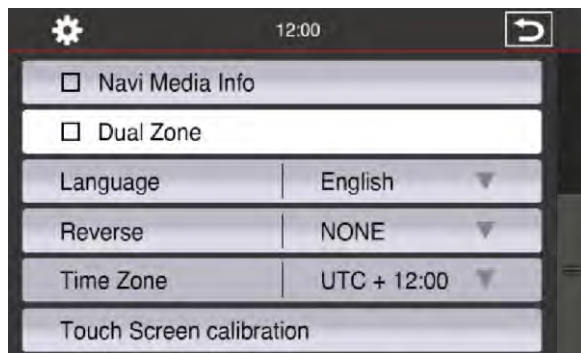 12:00
Navi Media Info
Dual Zone
Language English
Reverse NONE
Time Zone UTC + 12:00
Touch Screen calibration